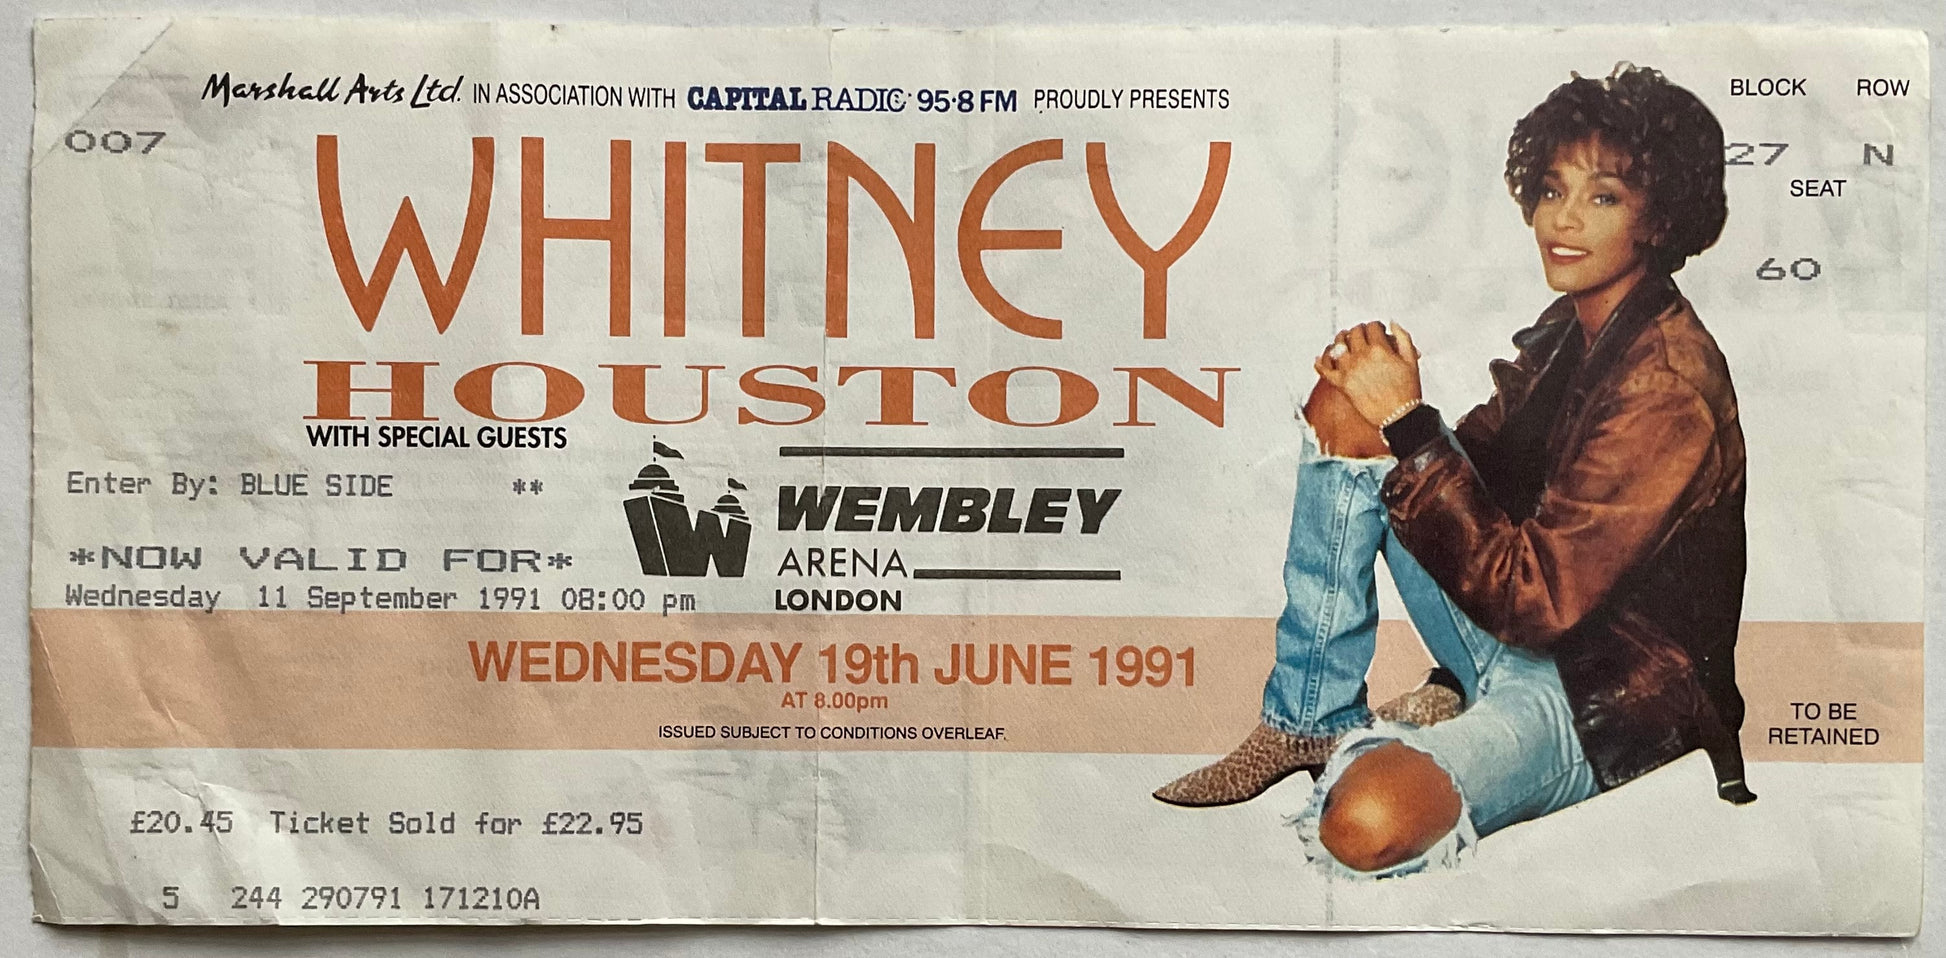 Marshall Arts Ltd. IN ASSOCIATION WITH CAPITAL RADIO 95·8 FM PROUDLY PRESENTS
BLOCK ROW
007
27 N
WHITNEY
SEAT
60
HOUSTON
WITH SPECIAL GUESTS
Enter By: BLUE SIDE **
W WEMBLEY
ARENA
LONDON
*NOW VALID FOR*
Wednesday 11 September 1991 08:00 pm
WEDNESDAY 19th JUNE 1991
AT 8.00pm
ISSUED SUBJECT TO CONDITIONS OVERLEAF.
TO BE
RETAINED
£20.45 Ticket Sold for £22.95
5 244 290791 171210A